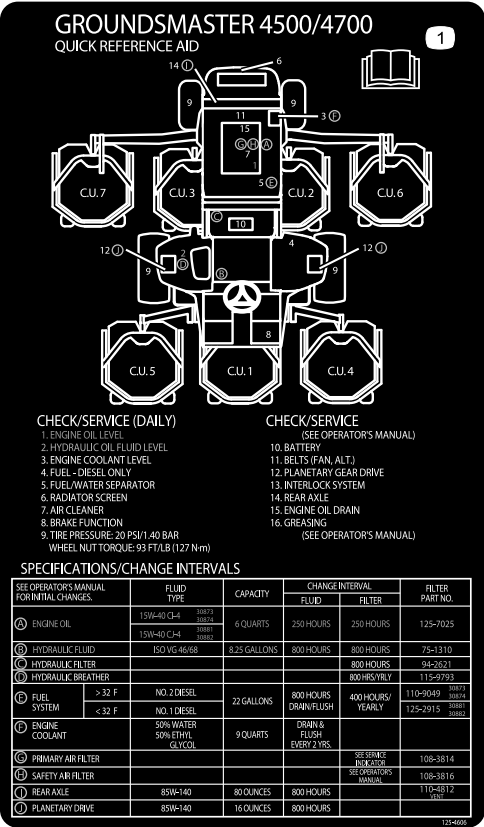 GROUNDSMASTER 4500/4700
QUICK REFERENCE AID
1
6
14 I
9
9
11
3 F
15
G H A
7
1
5 E
C.U. 7
C.U. 3
C.U. 2
C.U. 6
C
10
12 J
2
D
9
B
4
12 J
9
8
C.U. 5
C.U. 1
C.U. 4
CHECK/SERVICE (DAILY)
1. ENGINE OIL LEVEL
2. HYDRAULIC OIL FLUID LEVEL
3. ENGINE COOLANT LEVEL
4. FUEL - DIESEL ONLY
5. FUEL/WATER SEPARATOR
6. RADIATOR SCREEN
7. AIR CLEANER
8. BRAKE FUNCTION
9. TIRE PRESSURE: 20 PSI/1.40 BAR
WHEEL NUT TORQUE: 93 FT/LB (127 N·m)
CHECK/SERVICE
(SEE OPERATOR'S MANUAL)
10. BATTERY
11. BELTS (FAN, ALT.)
12. PLANETARY GEAR DRIVE
13. INTERLOCK SYSTEM
14. REAR AXLE
15. ENGINE OIL DRAIN
16. GREASING
(SEE OPERATOR'S MANUAL)
SPECIFICATIONS/CHANGE INTERVALS
SEE OPERATOR'S MANUAL FOR INITIAL CHANGES. FLUID TYPE CAPACITY CHANGE INTERVAL FLUID FILTER FILTER PART NO.
A ENGINE OIL 15W-40 CI-4 30873 30874 15W-40 CJ-4 30881 30882 6 QUARTS 250 HOURS 250 HOURS 125-7025
B HYDRAULIC FLUID ISO VG 46/68 8.25 GALLONS 800 HOURS 800 HOURS 75-1310
C HYDRAULIC FILTER 800 HOURS 94-2621
D HYDRAULIC BREATHER 800 HRS/YRLY 115-9793
E FUEL SYSTEM > 32 F NO. 2 DIESEL 22 GALLONS 800 HOURS DRAIN/FLUSH 400 HOURS/ YEARLY 110-9049 30873 30874
< 32 F NO. 1 DIESEL 125-2915 30881 30882
F ENGINE COOLANT 50% WATER 50% ETHYL GLYCOL 9 QUARTS DRAIN & FLUSH EVERY 2 YRS.
G PRIMARY AIR FILTER SEE SERVICE INDICATOR 108-3814
H SAFETY AIR FILTER SEE OPERATOR'S MANUAL 108-3816
I REAR AXLE 85W-140 80 OUNCES 800 HOURS 110-4812 VENT
J PLANETARY DRIVE 85W-140 16 OUNCES 800 HOURS
125-4606